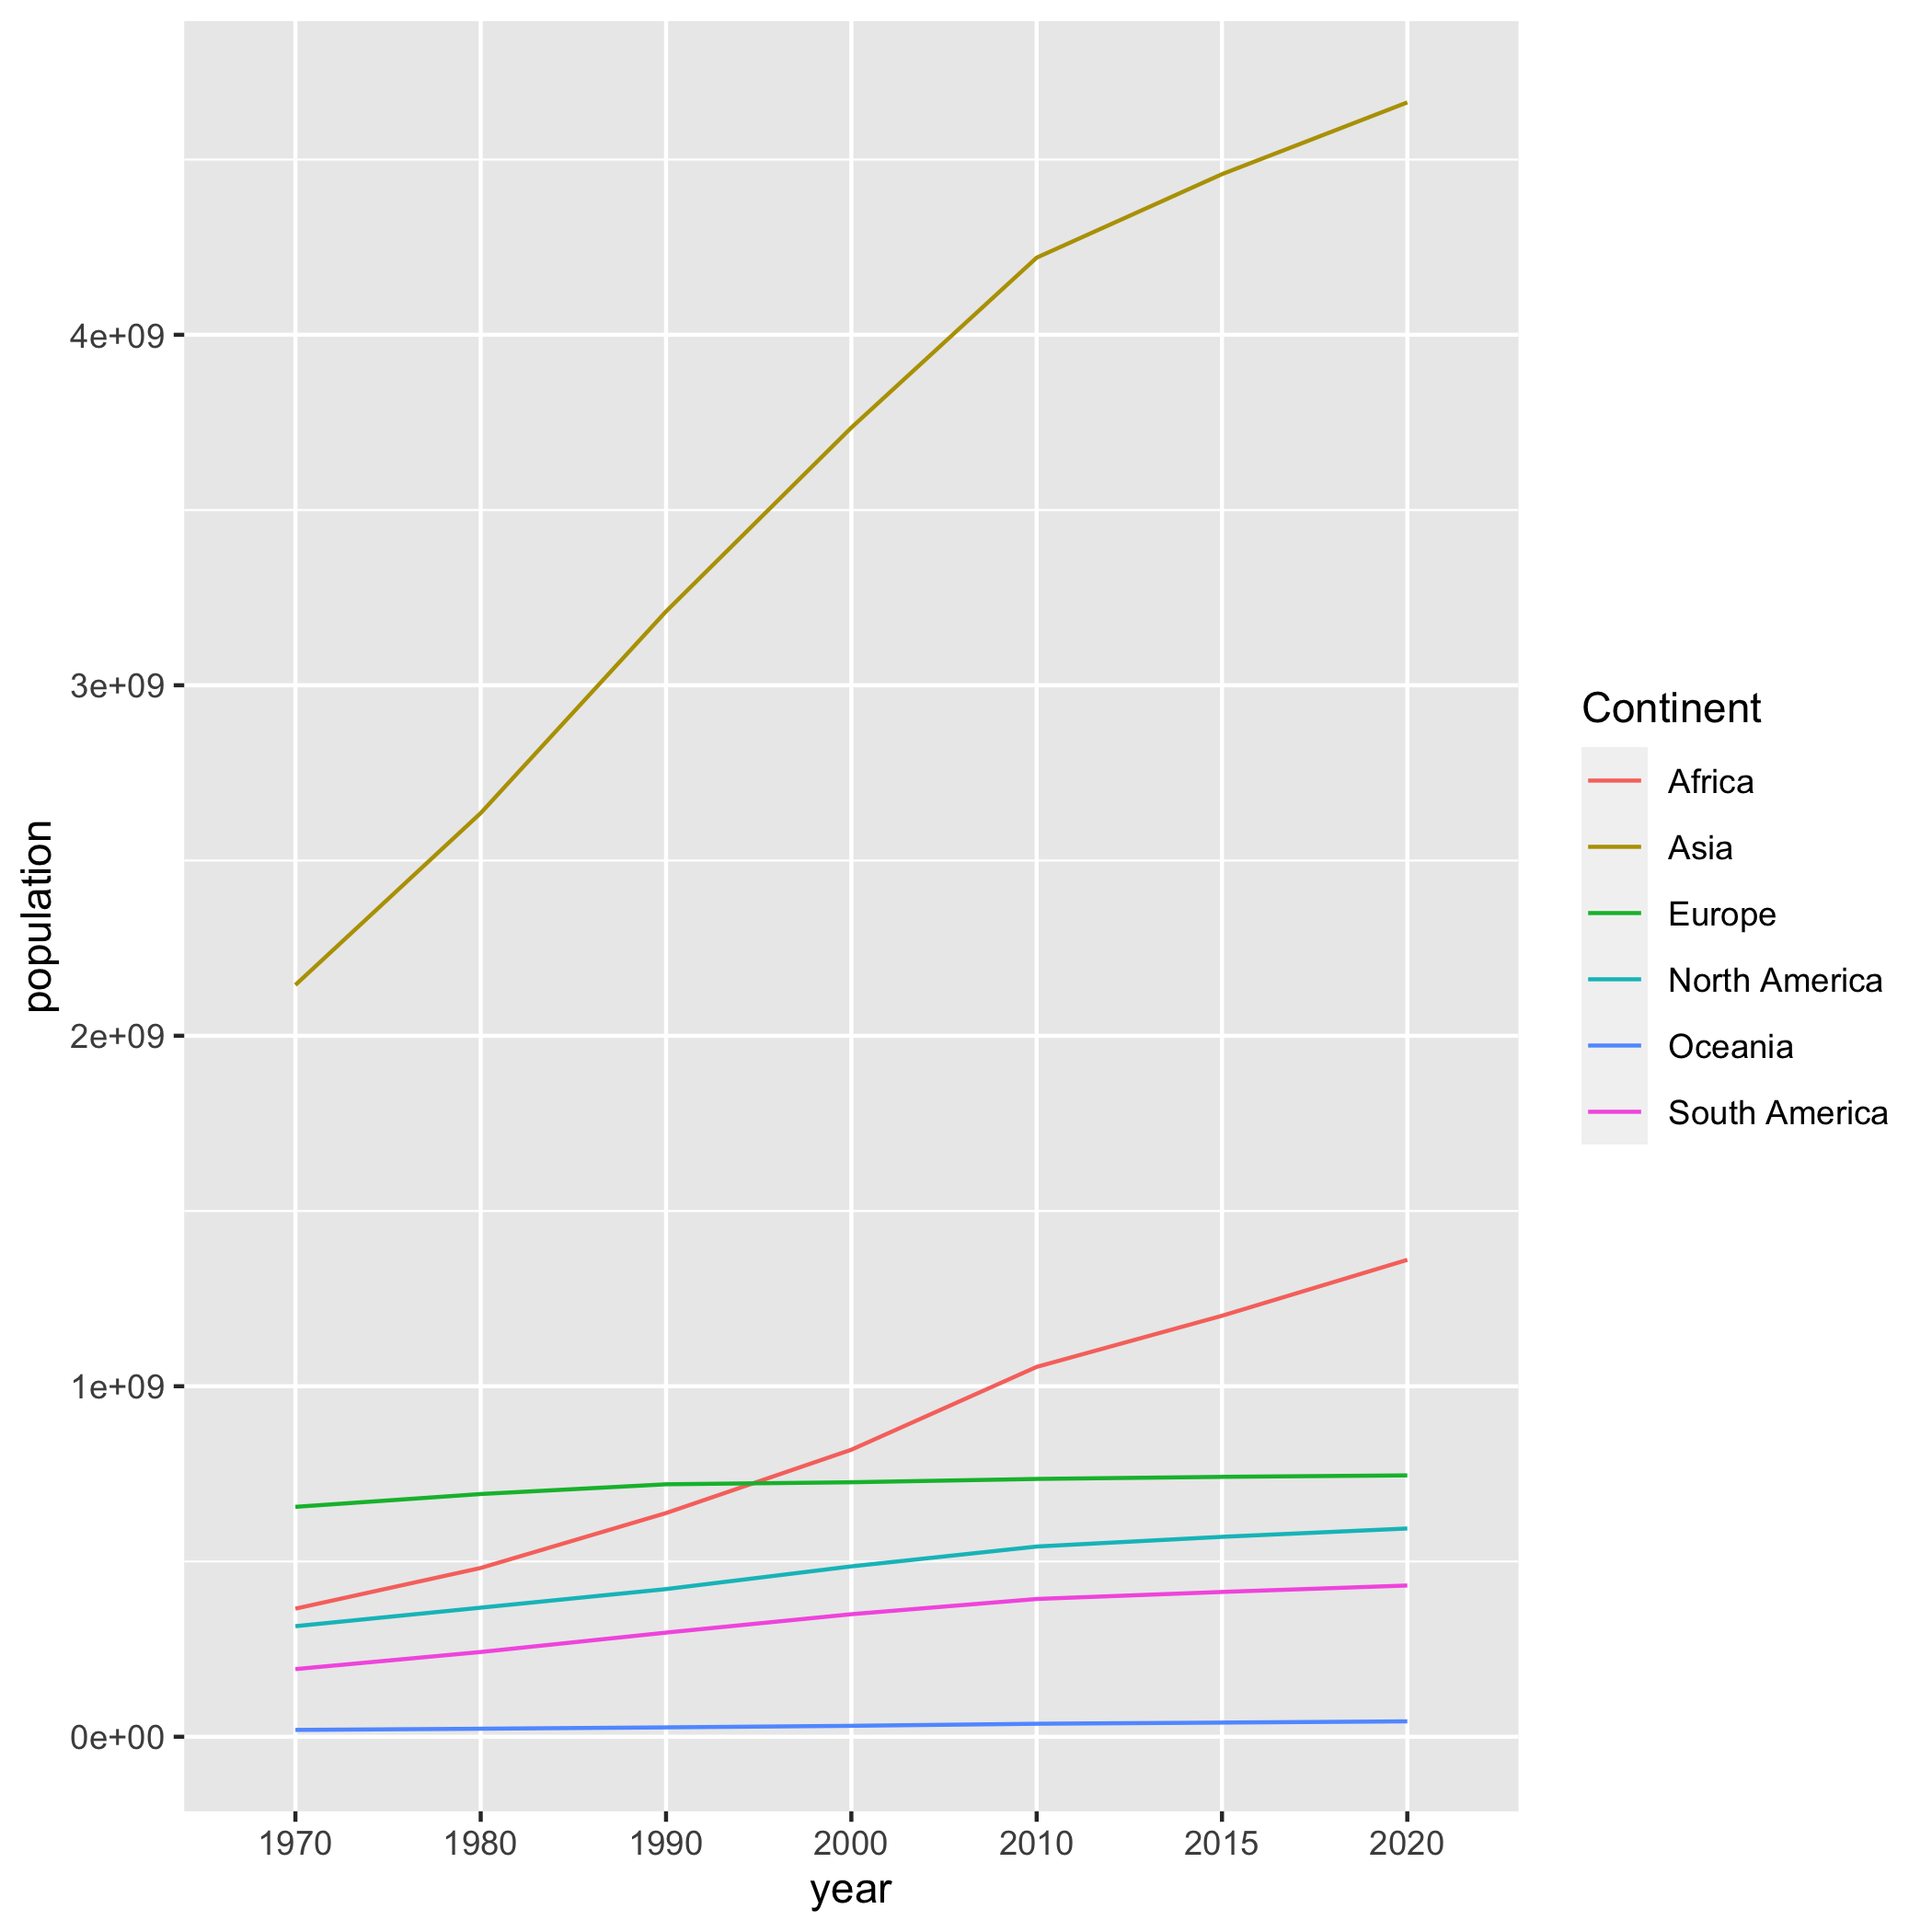 population
4e+09
3e+09
2e+09
1e+09
0e+00
1970 1980 1990 2000 2010 2015 2020
year
Continent
Africa
Asia
Europe
North America
Oceania
South America